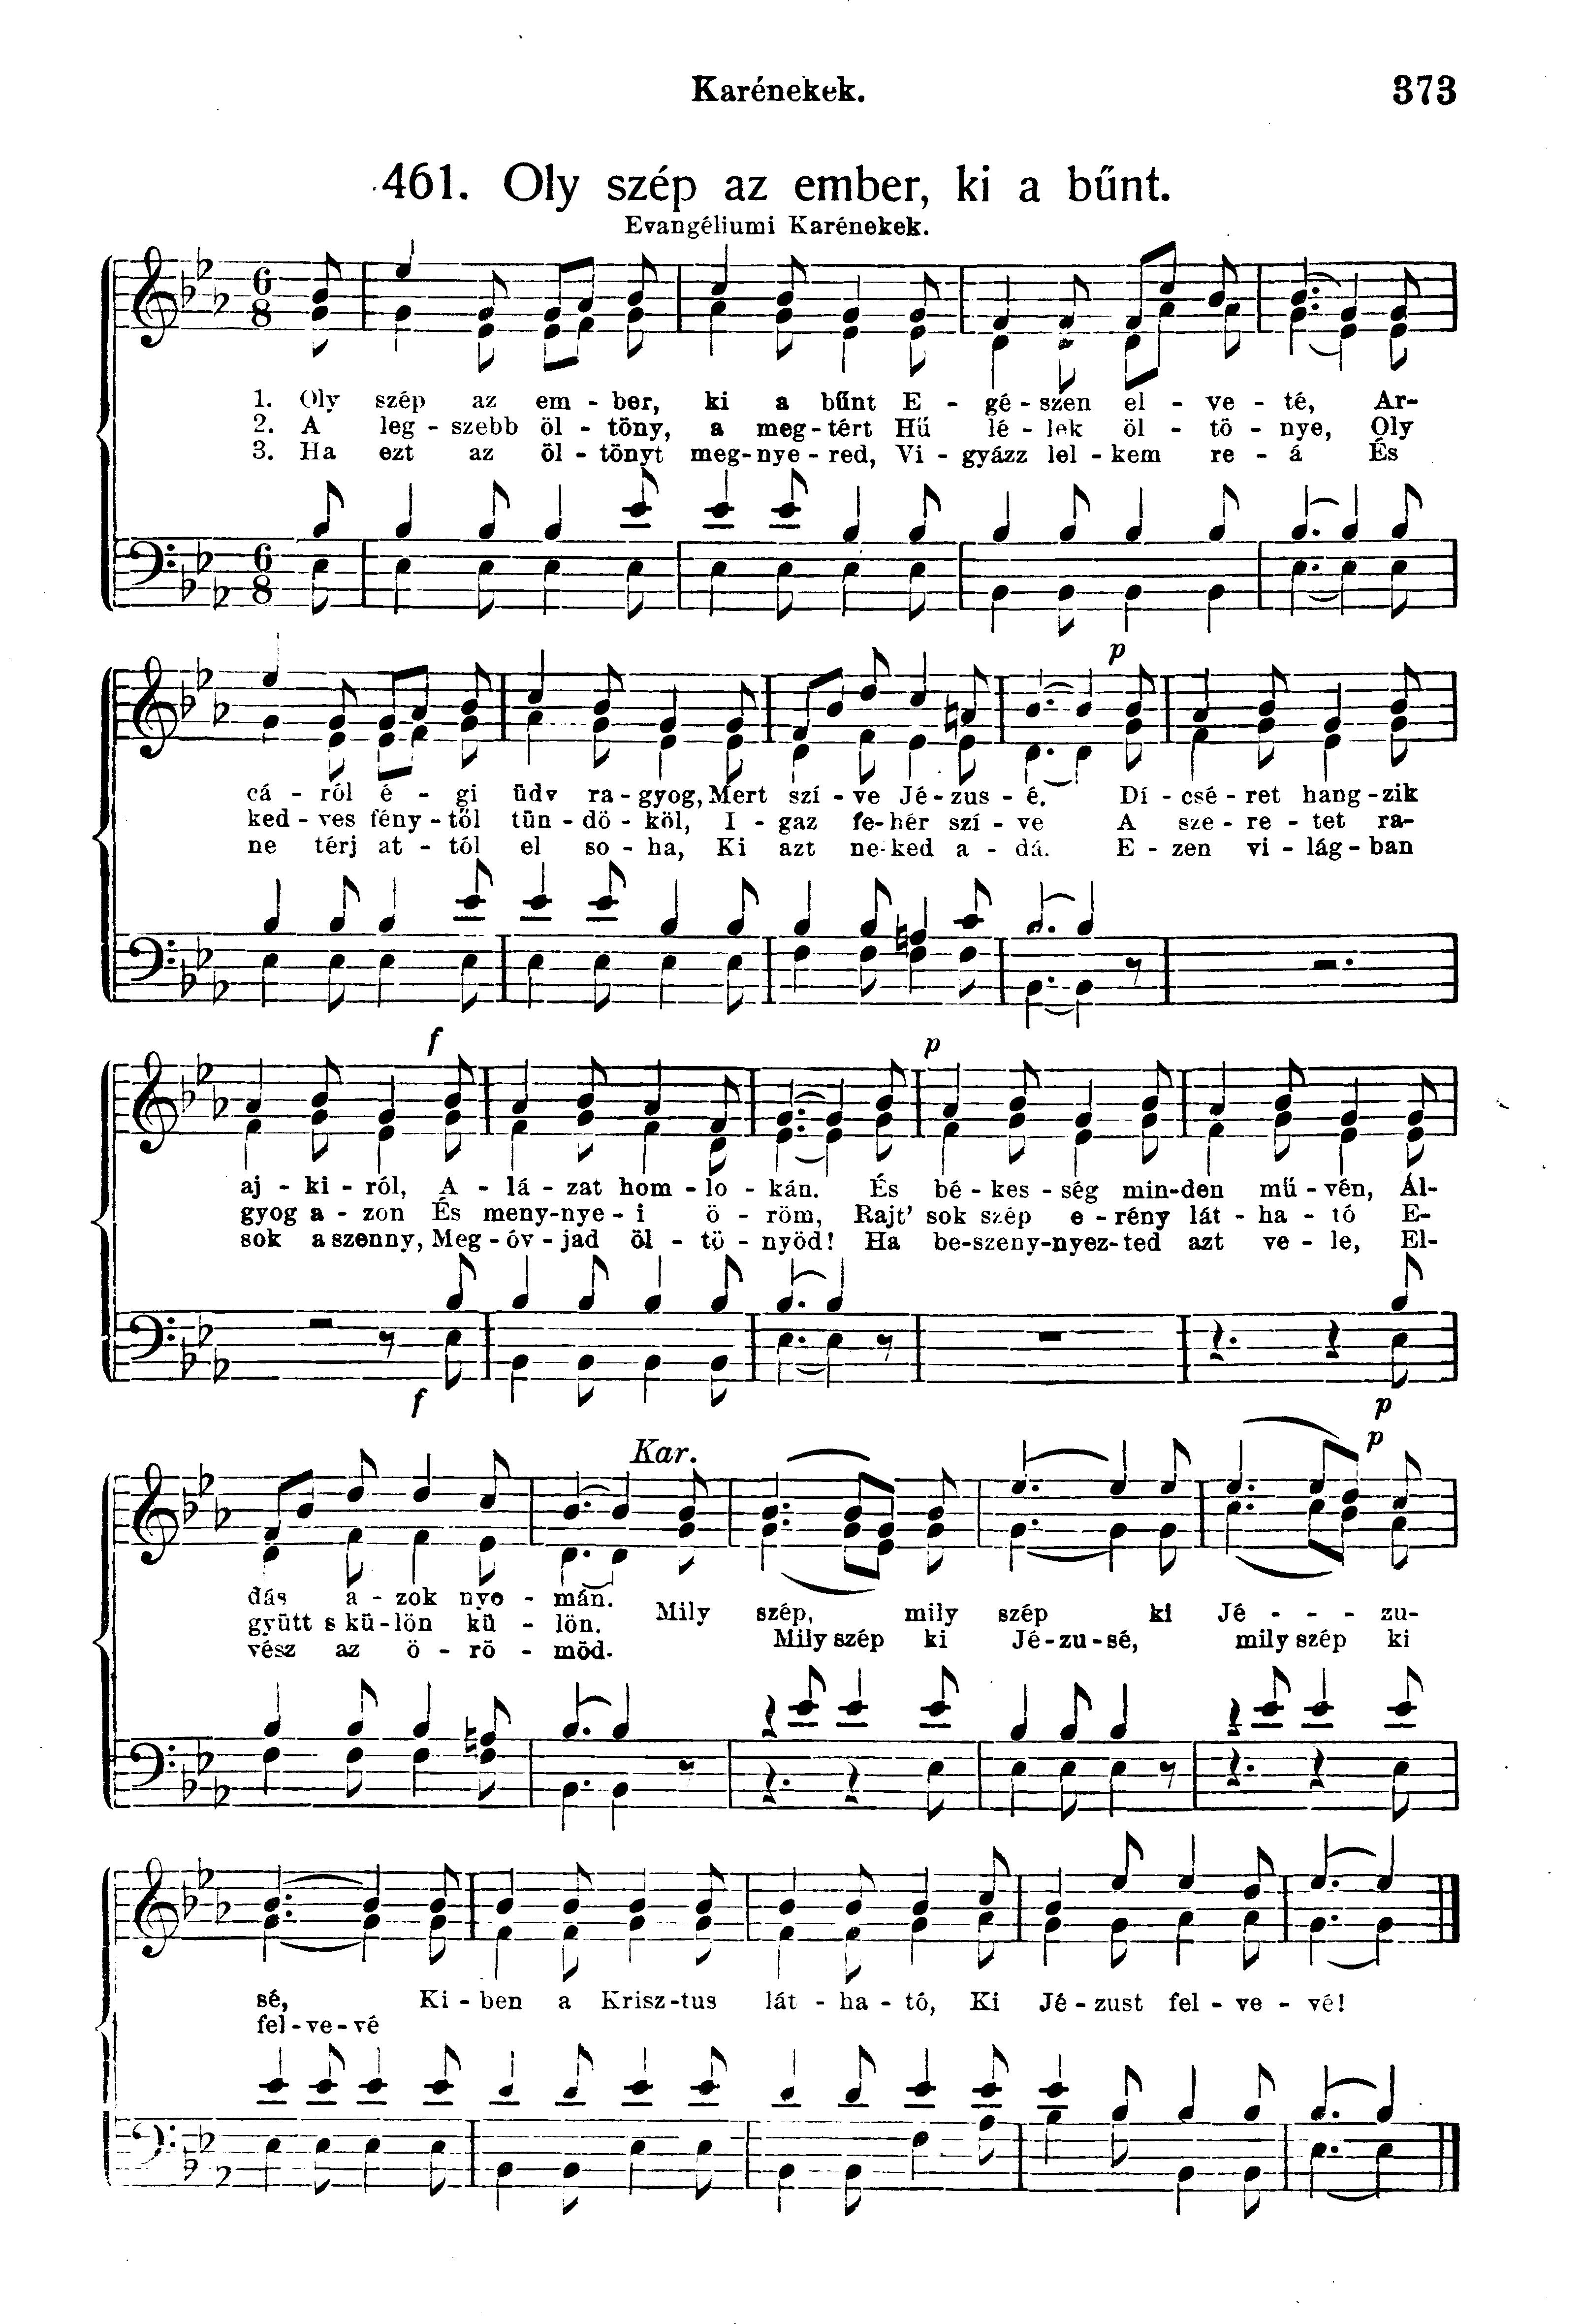 Karénekek.
373
461. Oly szép az ember, ki a bűnt.
Evangéliumi Karénekek.
1. Oly szép az em - ber, ki a bűnt E - gé - szen el - ve - té, Ar-
2. A leg - szebb öl - töny, a meg - tért Hű lé - lek öl - tö - nye, Oly
3. Ha ezt az öl - tönyt meg-nye - red, Vi - gyázz lel - kem re - á És
p
cá - ról é - gi üdv ra - gyog, Mert szí - ve Jé - zus - é. Dí - csé - ret hang - zik
ked - ves fény - től tün - dö - köl, I - gaz fe-hér szí - ve A sze - re - tet ra-
ne térj at - tól el so - ha, Ki azt ne-ked a - dá. E - zen vi - lág - ban
f p
aj - ki - ról, A - lá - zat hom - lo - kán. És bé - kes - ség min-den mű - vén, Ál-
gyog a - zon És meny-nye - i ö - röm, Rajt' sok szép e - rény lát - ha - tó E-
sok a szenny, Meg - óv - jad öl - tö - nyöd! Ha be-szeny-nyez-ted azt ve - le, El-
f p
Kar. p
dás a - zok nyo - mán. Mily szép, mily szép ki Jé - - - zu-
gyütt s kü - lön kü - lön. Mily szép ki Jé - zu - sé, mily szép ki
vész az ö - rö - möd.
sé, Ki - ben a Krisz-tus lát - ha - tó, Ki Jé - zust fel - ve - vé!
fel - ve - vé